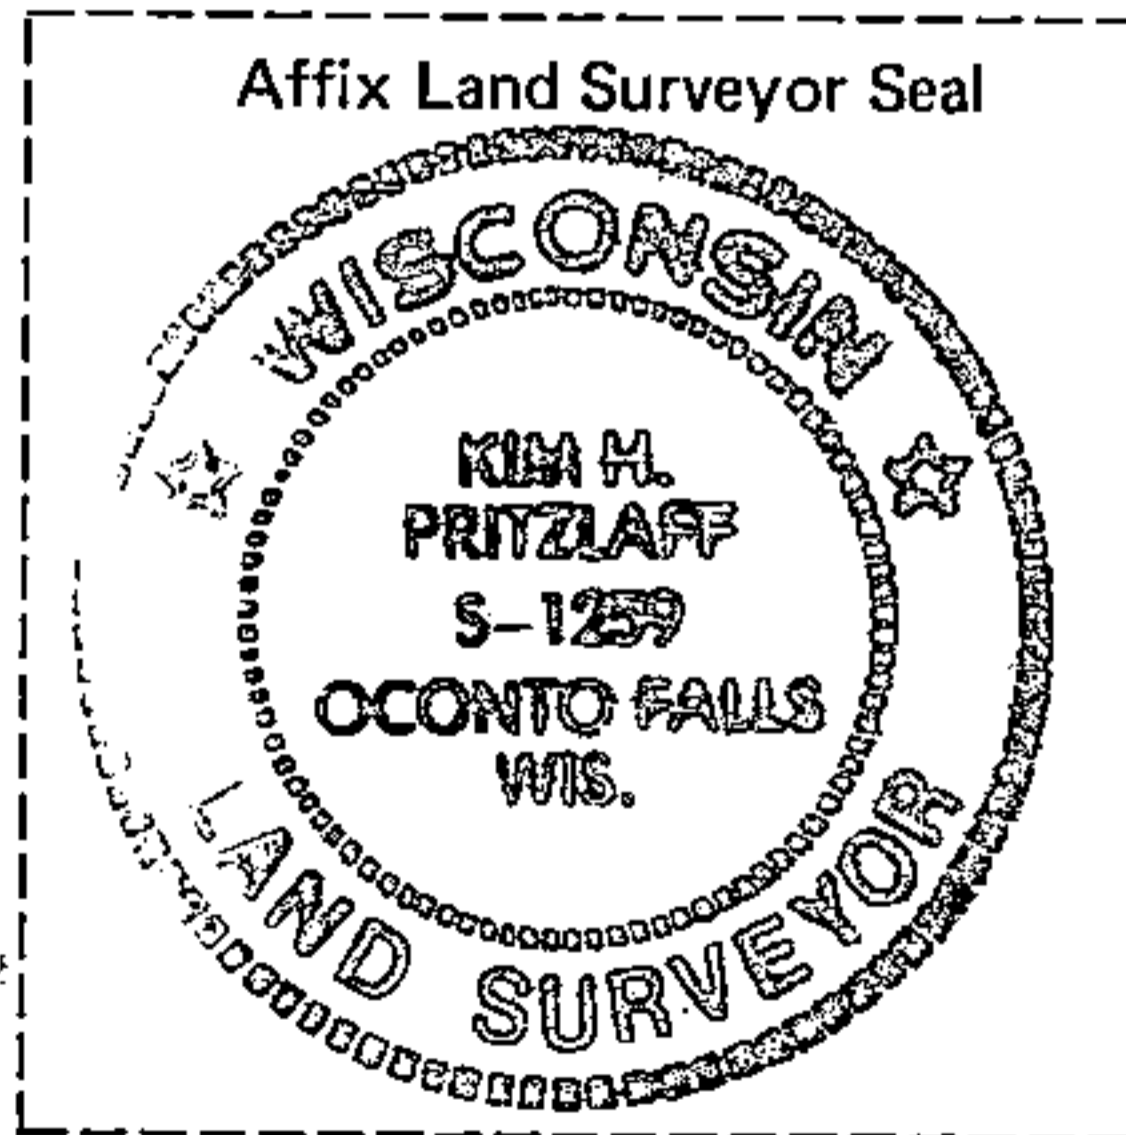 Affix Land Surveyor Seal
WISCONSIN
KIM H.
PRITZLAFF
S-1259
OCONTO FALLS
WIS.
LAND SURVEYOR